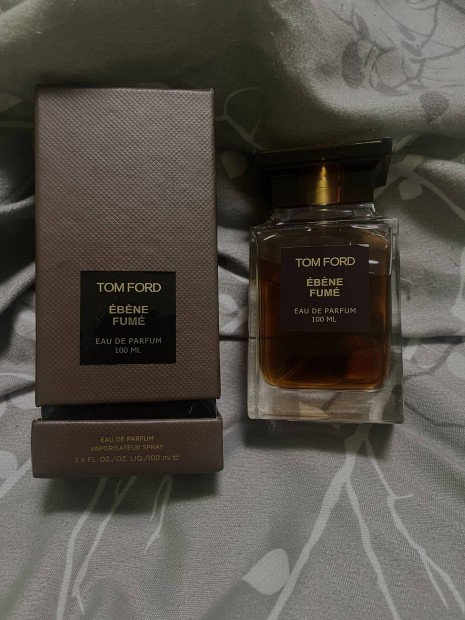 TOM FORD
ÉBÈNE
FUMÉ
EAU DE PARFUM
100 ML
EAU DE PARFUM
VAPORISATEUR SPRAY
3.4 FL. OZ./OZ. LIQ./100 ml ℮
TOM FORD
ÉBÈNE
FUMÉ
EAU DE PARFUM
100 ML